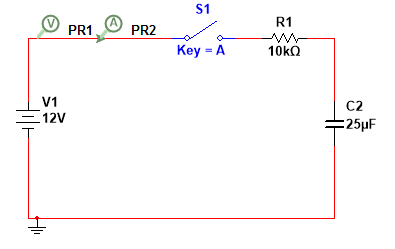 S1
V
PR1
A
PR2
R1
Key = A
10kΩ
V1
12V
C2
25µF